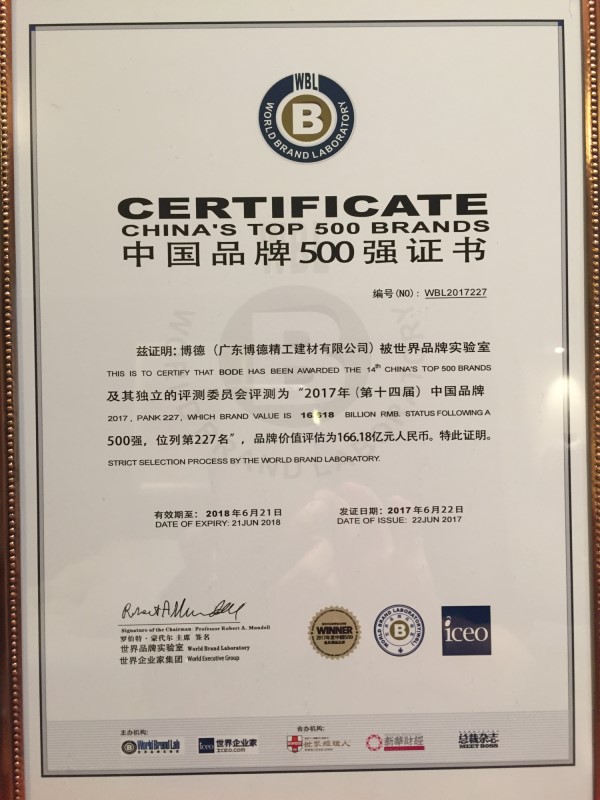 WBL
B
WORLD BRAND LABORATORY
CERTIFICATE
CHINA'S TOP 500 BRANDS
中国品牌500强证书
编号(NO): WBL2017227
兹证明: 博德 (广东博德精工建材有限公司) 被世界品牌实验室
THIS IS TO CERTIFY THAT BODE HAS BEEN AWARDED THE 14th CHINA'S TOP 500 BRANDS
及其独立的评测委员会评测为 “2017年 (第十四届) 中国品牌
2017, PANK 227, WHICH BRAND VALUE IS 16.618 BILLION RMB. STATUS FOLLOWING A
500强, 位列第227名”, 品牌价值评估为166.18亿元人民币。特此证明。
STRICT SELECTION PROCESS BY THE WORLD BRAND LABORATORY.
有效期至: 2018年6月21日
DATE OF EXPIRY: 21JUN 2018
发证日期: 2017年6月22日
DATE OF ISSUE: 22JUN 2017
Robert A Mundell
Signature of the Chairman: Professor Robert A. Mundell
罗伯特·蒙代尔 主席 签名
世界品牌实验室 World Brand Laboratory
世界企业家集团 World Executive Group
WINNER
B
iceo
主办机构:
World Brand Lab
iceo 世界企业家
ICEO.COM
合办机构:
世界经理人
新華財經
总裁杂志
MEET BOSS